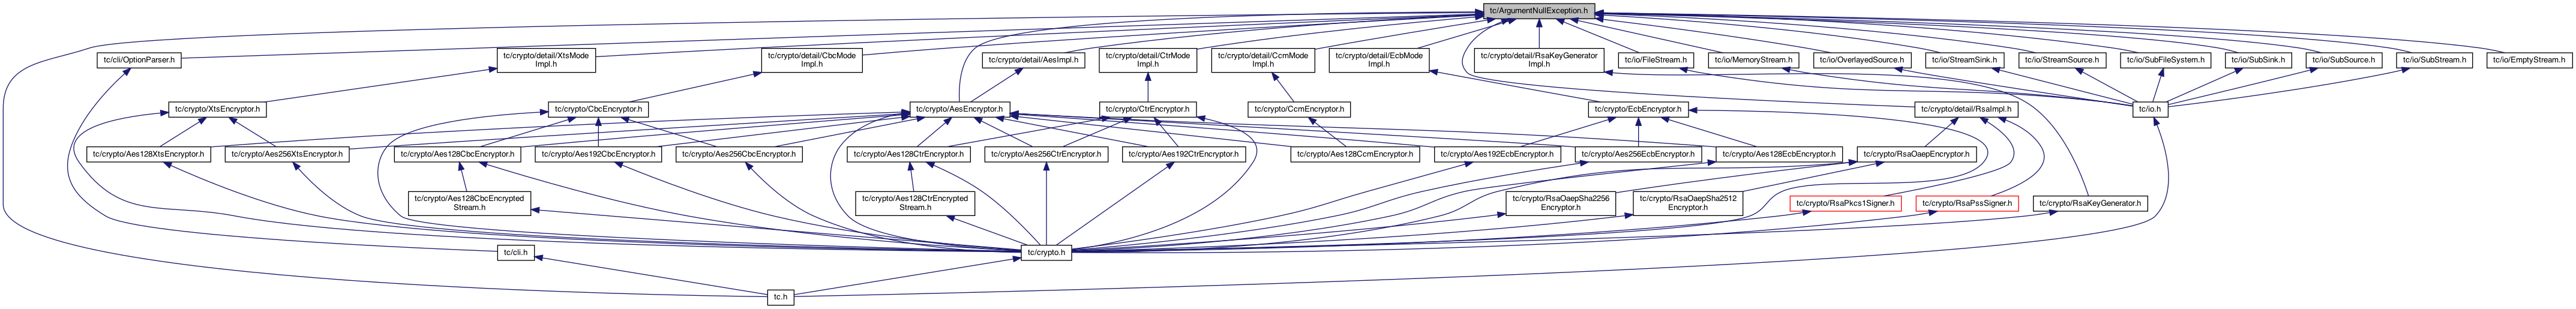 tc/ArgumentNullException.h
tc/cli/OptionParser.h
tc/crypto/detail/XtsMode
Impl.h
tc/crypto/detail/CbcMode
Impl.h
tc/crypto/detail/AesImpl.h
tc/crypto/detail/CtrMode
Impl.h
tc/crypto/detail/CcmMode
Impl.h
tc/crypto/detail/EcbMode
Impl.h
tc/crypto/detail/RsaKeyGenerator
Impl.h
tc/io/FileStream.h
tc/io/MemoryStream.h
tc/io/OverlayedSource.h
tc/io/StreamSink.h
tc/io/StreamSource.h
tc/io/SubFileSystem.h
tc/io/SubSink.h
tc/io/SubSource.h
tc/io/SubStream.h
tc/io/EmptyStream.h
tc/crypto/XtsEncryptor.h
tc/crypto/CbcEncryptor.h
tc/crypto/AesEncryptor.h
tc/crypto/CtrEncryptor.h
tc/crypto/CcmEncryptor.h
tc/crypto/EcbEncryptor.h
tc/crypto/detail/RsaImpl.h
tc/io.h
tc/crypto/Aes128XtsEncryptor.h
tc/crypto/Aes256XtsEncryptor.h
tc/crypto/Aes128CbcEncryptor.h
tc/crypto/Aes192CbcEncryptor.h
tc/crypto/Aes256CbcEncryptor.h
tc/crypto/Aes128CtrEncryptor.h
tc/crypto/Aes256CtrEncryptor.h
tc/crypto/Aes192CtrEncryptor.h
tc/crypto/Aes128CcmEncryptor.h
tc/crypto/Aes192EcbEncryptor.h
tc/crypto/Aes256EcbEncryptor.h
tc/crypto/Aes128EcbEncryptor.h
tc/crypto/RsaOaepEncryptor.h
tc/crypto/Aes128CbcEncrypted
Stream.h
tc/crypto/Aes128CtrEncrypted
Stream.h
tc/crypto/RsaOaepSha2256
Encryptor.h
tc/crypto/RsaOaepSha2512
Encryptor.h
tc/crypto/RsaPkcs1Signer.h
tc/crypto/RsaPssSigner.h
tc/crypto/RsaKeyGenerator.h
tc/cli.h
tc/crypto.h
tc.h